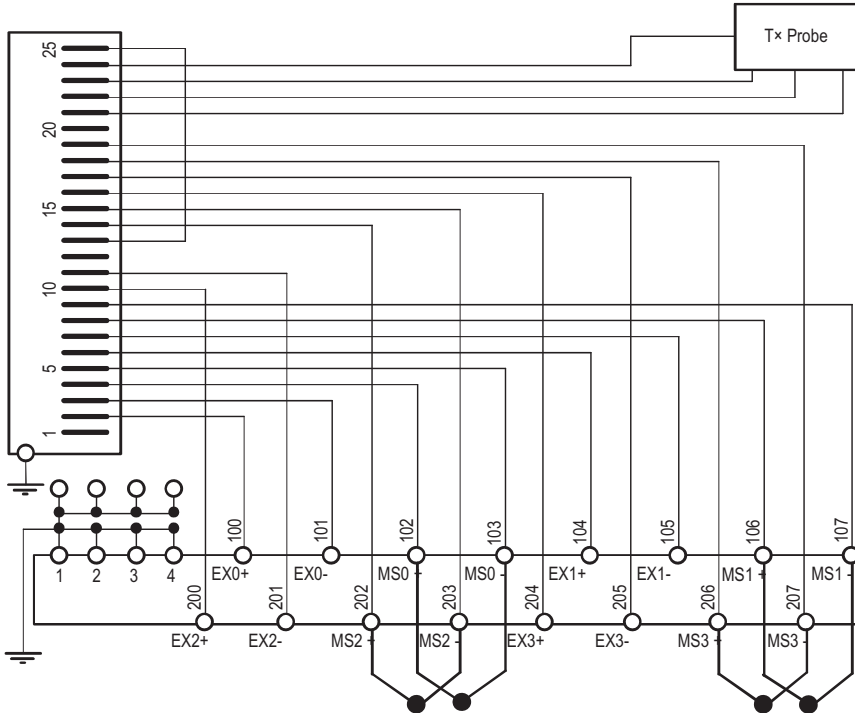 T× Probe
25
20
15
10
5
1
100
101
102
103
104
105
106
107
1
2
3
4
EX0+
EX0-
MS0 +
MS0 -
EX1+
EX1-
MS1 +
MS1 -
200
201
202
203
204
205
206
207
EX2+
EX2-
MS2 +
MS2 -
EX3+
EX3-
MS3 +
MS3 -